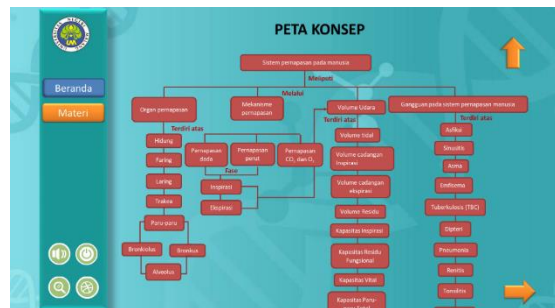 PETA KONSEP
Sistem pernapasan pada manusia
Meliputi
Melalui
Beranda
Materi
Organ pernapasan
Mekanisme
pernapasan
Volume Udara
Gangguan pada sistem pernapasan manusia
Terdiri atas
Terdiri atas
Terdiri atas
Hidung
Faring
Laring
Trakea
Paru-paru
Bronkiolus
Bronkus
Alveolus
Pernapasan
dada
Pernapasan
perut
Pernapasan
CO₂ dan O₂
Fase
Inspirasi
Ekspirasi
Volume tidal
Volume cadangan
Inspirasi
Volume cadangan
ekspirasi
Volume Residu
Kapasitas Inspirasi
Kapasitas Residu
Fungsional
Kapasitas Vital
Kapasitas Paru-
Asfiksi
Sinusitis
Asma
Emfisema
Tuberkulosis (TBC)
Dipteri
Pneumonia
Renitis
Tonsilitis